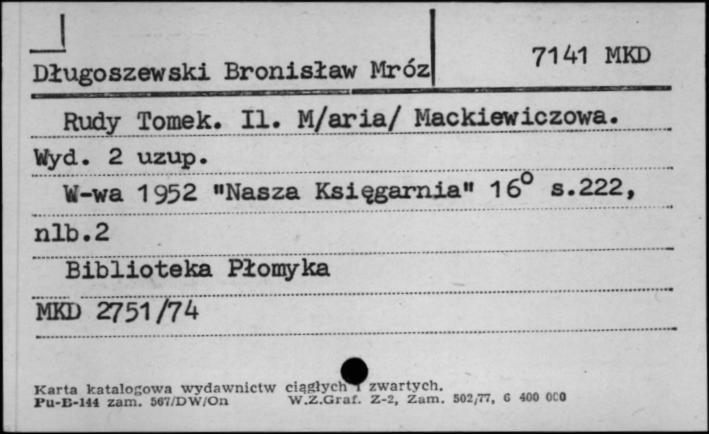 Długoszewski Bronisław Mróz
7141 MKD
Rudy Tomek. Il. M/aria/ Mackiewiczowa.
Wyd. 2 uzup.
W-wa 1952 "Nasza Księgarnia" 16° s.222,
nlb.2
Biblioteka Płomyka
MKD 2751/74
Karta katalogowa wydawnictw ciągłych i zwartych.
Pu-B-144 zam. 567/DW/On W.Z.Graf. Z-2, Zam. 502/77, 6 400 000